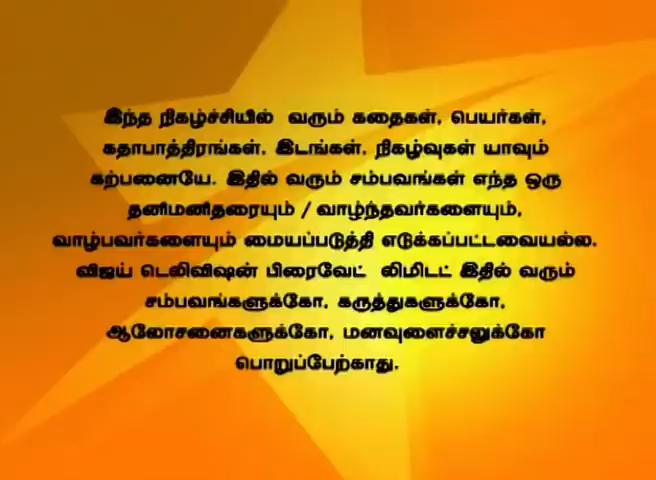 இந்த நிகழ்ச்சியில் வரும் கதைகள், பெயர்கள்,
கதாபாத்திரங்கள், இடங்கள், நிகழ்வுகள் யாவும்
கற்பனையே. இதில் வரும் சம்பவங்கள் எந்த ஒரு
தனிமனிதரையும் / வாழ்ந்தவர்களையும்,
வாழ்பவர்களையும் மையப்படுத்தி எடுக்கப்பட்டவையல்ல.
விஜய் டெலிவிஷன் பிரைவேட் லிமிடட் இதில் வரும்
சம்பவங்களுக்கோ, கருத்துகளுக்கோ,
ஆலோசனைகளுக்கோ, மனவுளைச்சலுக்கோ
பொறுப்பேற்காது.